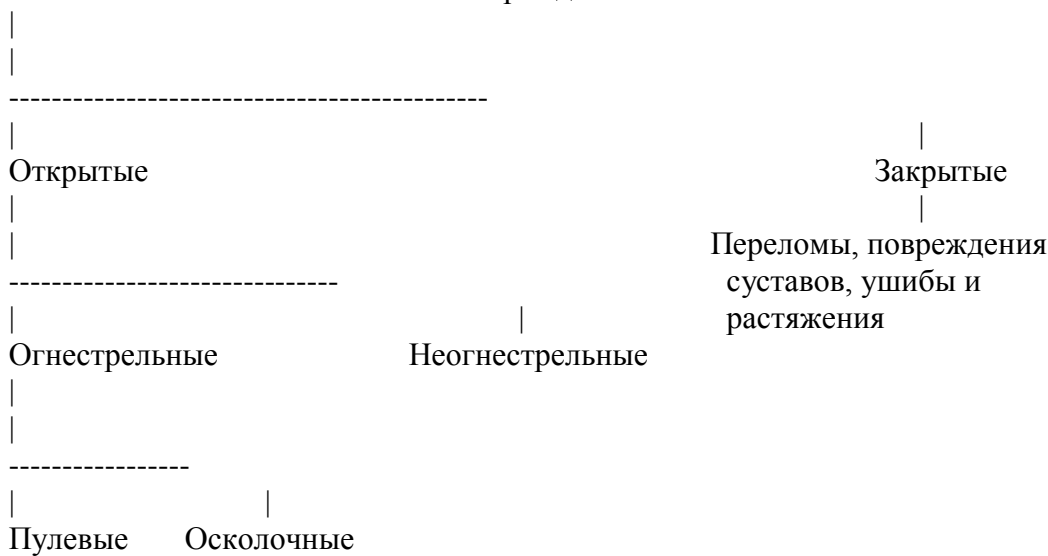 Открытые Закрытые
Переломы, повреждения
суставов, ушибы и
растяжения
Огнестрельные Неогнестрельные
Пулевые Осколочные